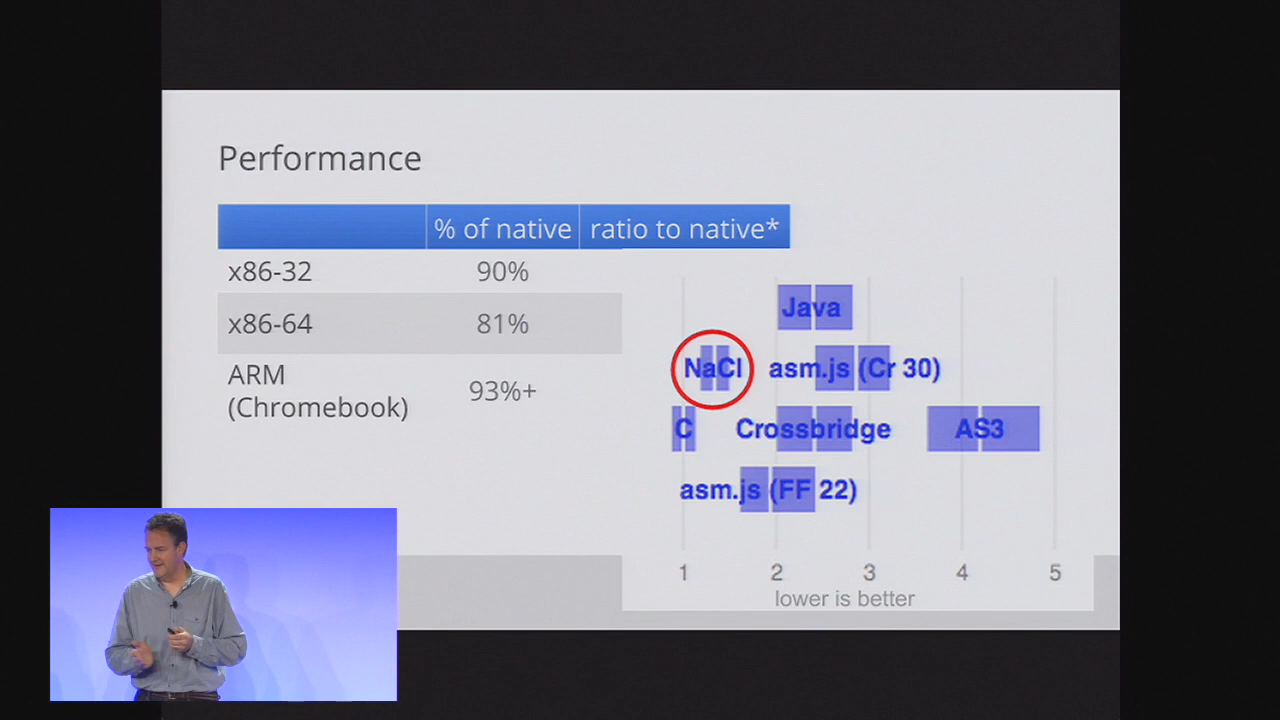 Performance
% of native ratio to native*
x86-32 90%
x86-64 81%
ARM
(Chromebook) 93%+
Java
NaCl asm.js (Cr 30)
C Crossbridge AS3
asm.js (FF 22)
1 2 3 4 5
lower is better